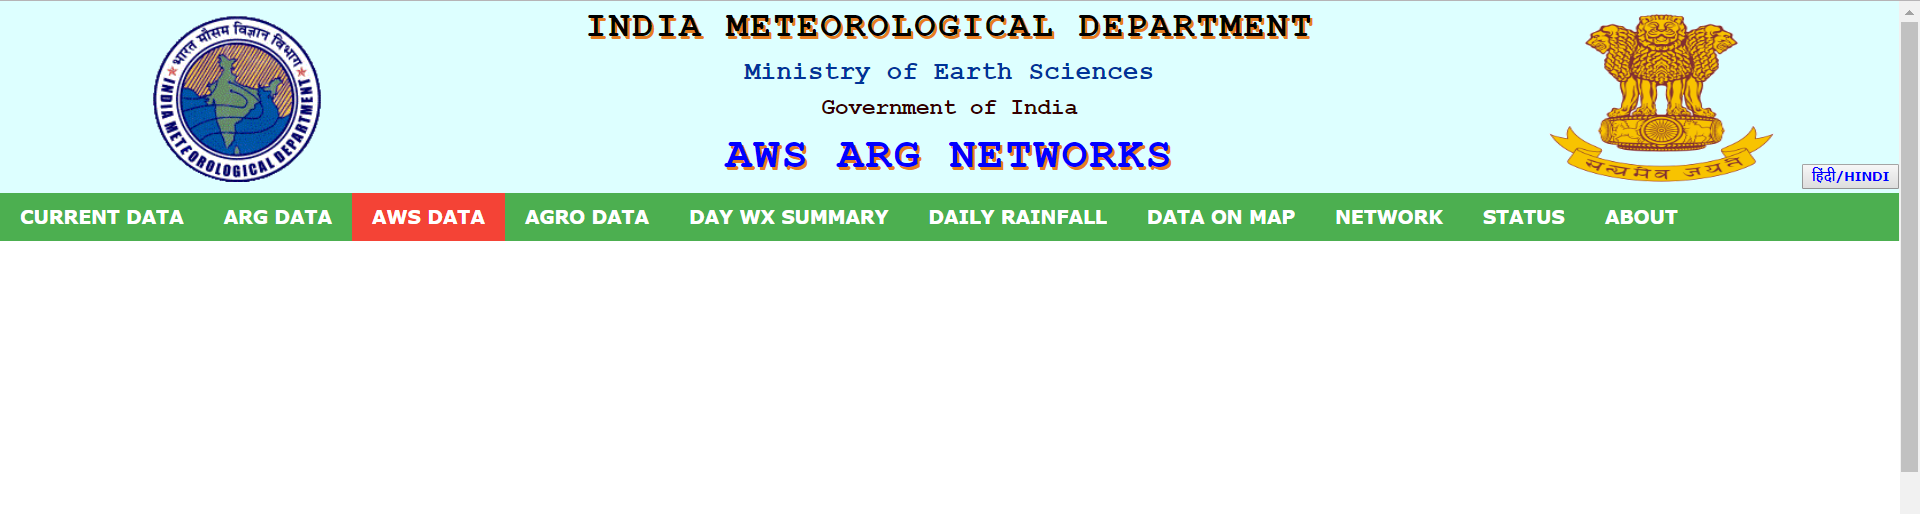 भारत मौसम विज्ञान विभाग
INDIA METEOROLOGICAL DEPARTMENT
INDIA METEOROLOGICAL DEPARTMENT
Ministry of Earth Sciences
Government of India
AWS ARG NETWORKS
सत्यमेव जयते
हिंदी/HINDI
CURRENT DATA ARG DATA AWS DATA AGRO DATA DAY WX SUMMARY DAILY RAINFALL DATA ON MAP NETWORK STATUS ABOUT